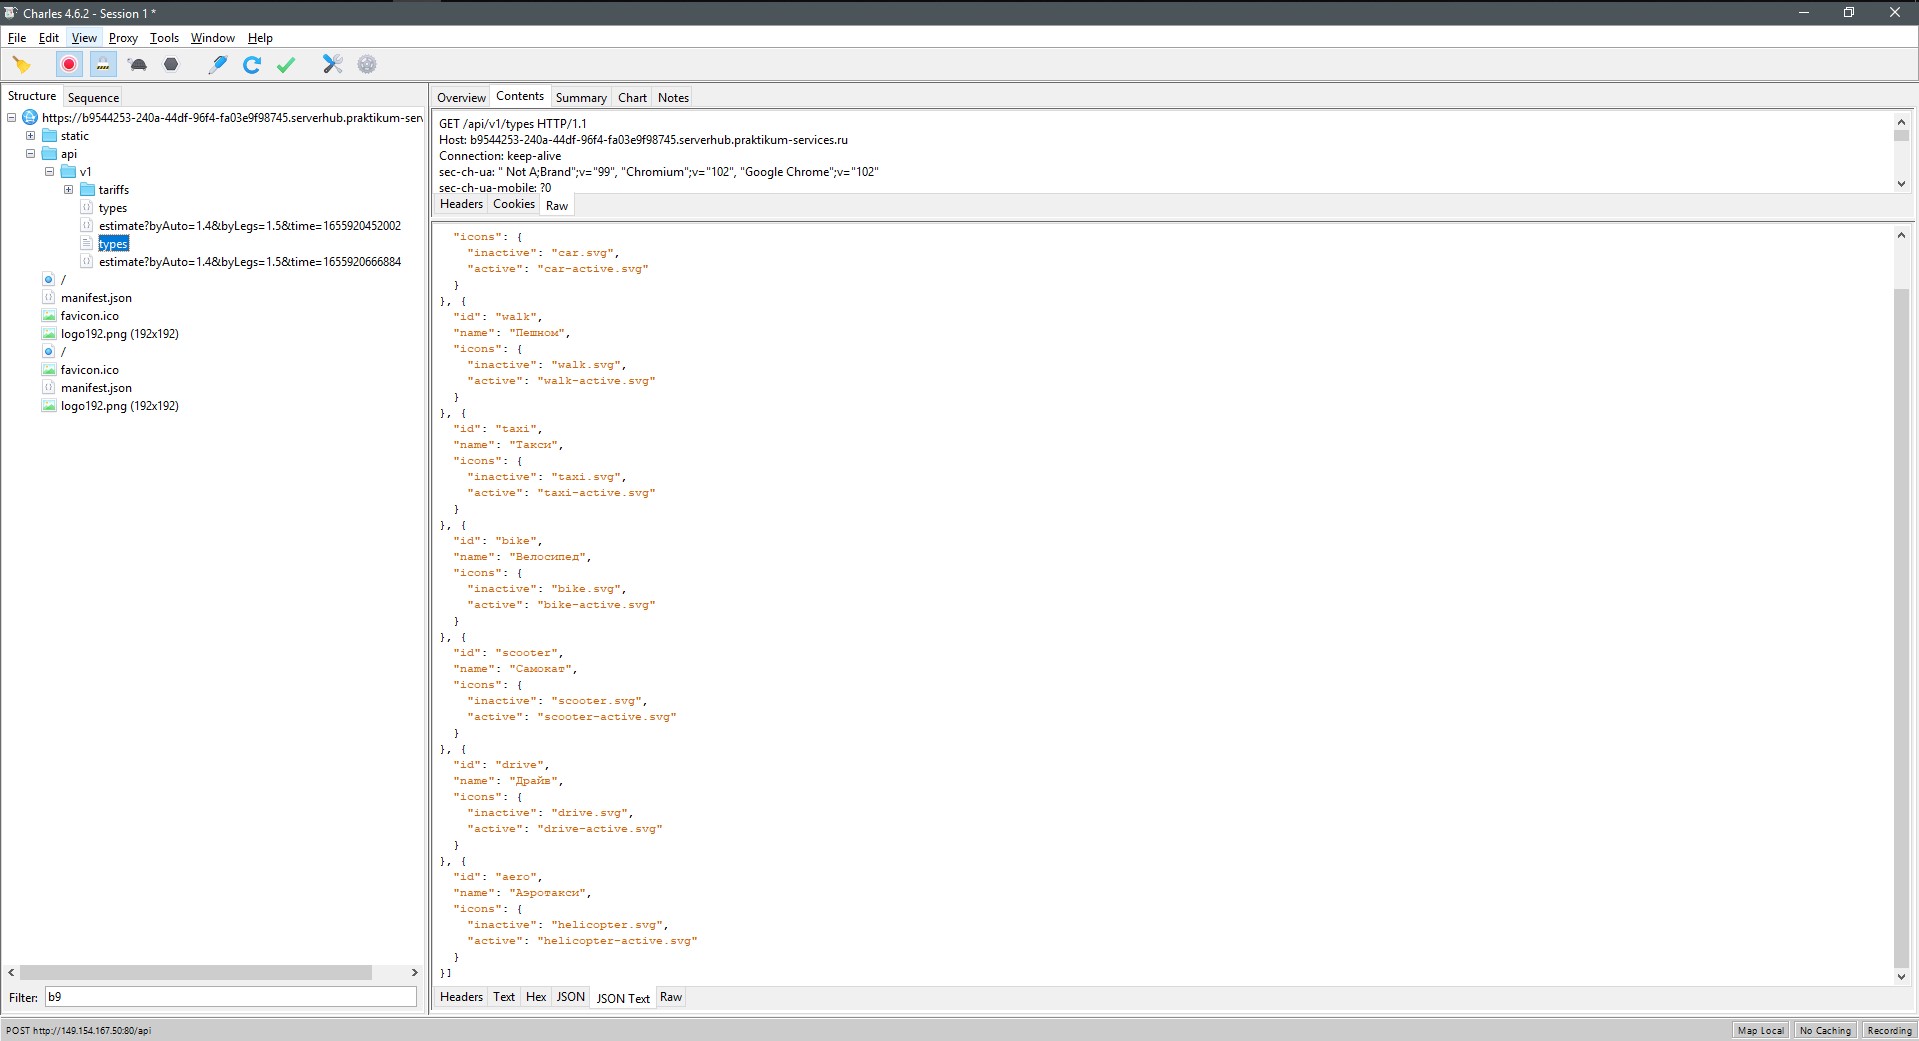 Charles 4.6.2 - Session 1 *
File Edit View Proxy Tools Window Help
Structure Sequence
https://b9544253-240a-44df-96f4-fa03e9f98745.serverhub.praktikum-ser
static
api
v1
tariffs
types
estimate?byAuto=1.4&byLegs=1.5&time=1655920452002
types
estimate?byAuto=1.4&byLegs=1.5&time=1655920666884
/
manifest.json
favicon.ico
logo192.png (192x192)
/
favicon.ico
manifest.json
logo192.png (192x192)
Filter: b9
Overview Contents Summary Chart Notes
GET /api/v1/types HTTP/1.1
Host: b9544253-240a-44df-96f4-fa03e9f98745.serverhub.praktikum-services.ru
Connection: keep-alive
sec-ch-ua: " Not A;Brand";v="99", "Chromium";v="102", "Google Chrome";v="102"
sec-ch-ua-mobile: ?0
Headers Cookies Raw
"icons": {
"inactive": "car.svg",
"active": "car-active.svg"
}
}, {
"id": "walk",
"name": "Пешном",
"icons": {
"inactive": "walk.svg",
"active": "walk-active.svg"
}
}, {
"id": "taxi",
"name": "Такси",
"icons": {
"inactive": "taxi.svg",
"active": "taxi-active.svg"
}
}, {
"id": "bike",
"name": "Велосипед",
"icons": {
"inactive": "bike.svg",
"active": "bike-active.svg"
}
}, {
"id": "scooter",
"name": "Самокат",
"icons": {
"inactive": "scooter.svg",
"active": "scooter-active.svg"
}
}, {
"id": "drive",
"name": "Драйв",
"icons": {
"inactive": "drive.svg",
"active": "drive-active.svg"
}
}, {
"id": "aero",
"name": "Аэротакси",
"icons": {
"inactive": "helicopter.svg",
"active": "helicopter-active.svg"
}
}]
Headers Text Hex JSON JSON Text Raw
POST http://149.154.167.50:80/api
Map Local No Caching Recording